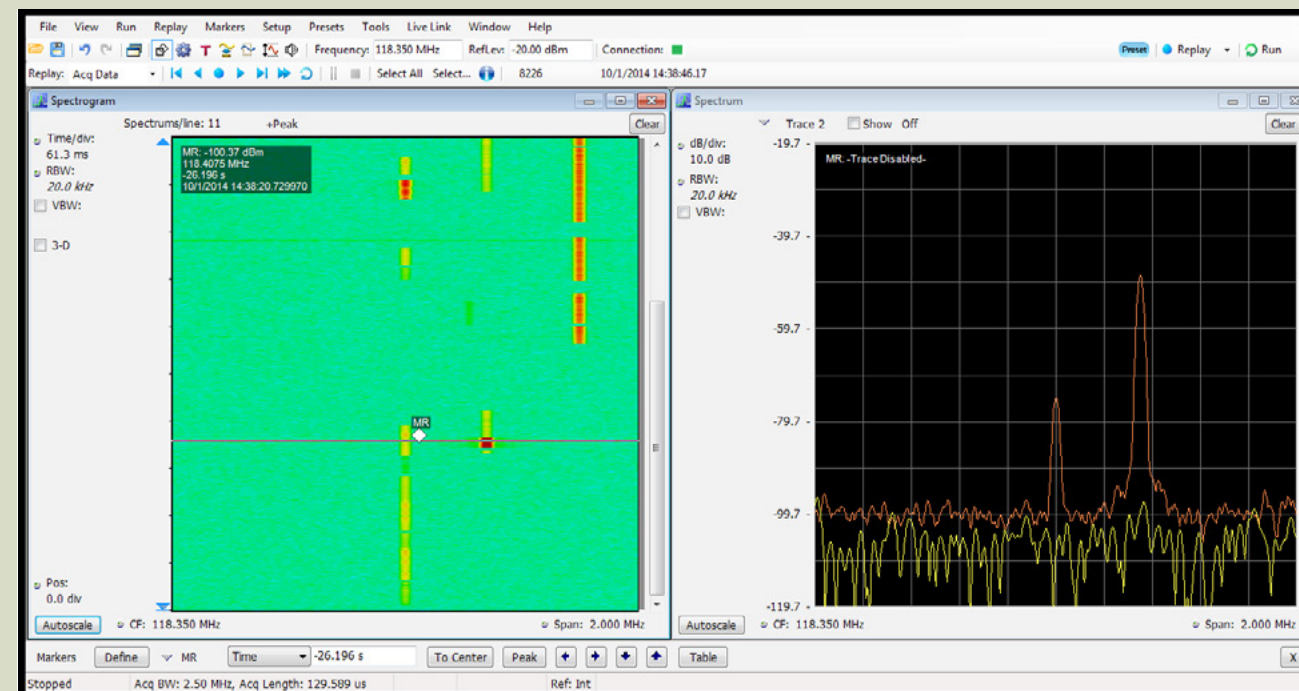 File View Run Replay Markers Setup Presets Tools Live Link Window Help
T Frequency: 118.350 MHz RefLev: -20.00 dBm Connection: Preset Replay Run
Replay: Acq Data Select All Select... 8226 10/1/2014 14:38:46.17
Spectrogram
Spectrums/line: 11 +Peak Clear
Time/div:
61.3 ms
RBW:
20.0 kHz
VBW:
3-D
MR: -100.37 dBm
118.4075 MHz
-26.196 s
10/1/2014 14:38:20.729970
MR
Pos:
0.0 div
Autoscale CF: 118.350 MHz Span: 2.000 MHz
Spectrum
Trace 2 Show Off Clear
dB/div:
10.0 dB
RBW:
20.0 kHz
VBW:
MR: -Trace Disabled-
-19.7
-39.7
-59.7
-79.7
-99.7
-119.7
Autoscale CF: 118.350 MHz Span: 2.000 MHz
Markers Define MR Time -26.196 s To Center Peak Table X
Stopped Acq BW: 2.50 MHz, Acq Length: 129.589 us Ref: Int